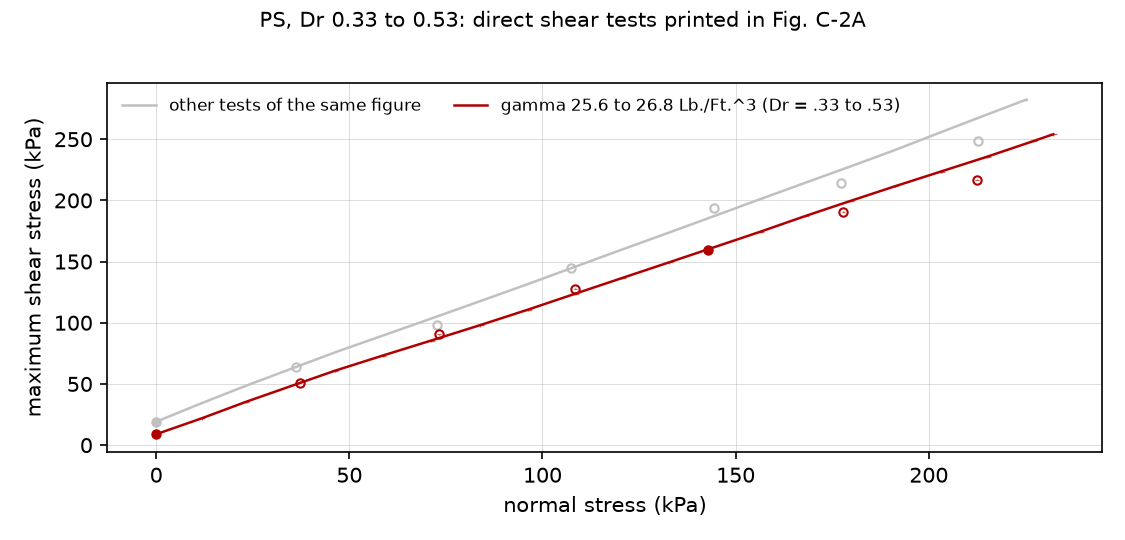 PS, Dr 0.33 to 0.53: direct shear tests printed in Fig. C-2A
other tests of the same figure
gamma 25.6 to 26.8 Lb./Ft.^3 (Dr = .33 to .53)
maximum shear stress (kPa)
250
200
150
100
50
0
0 50 100 150 200
normal stress (kPa)